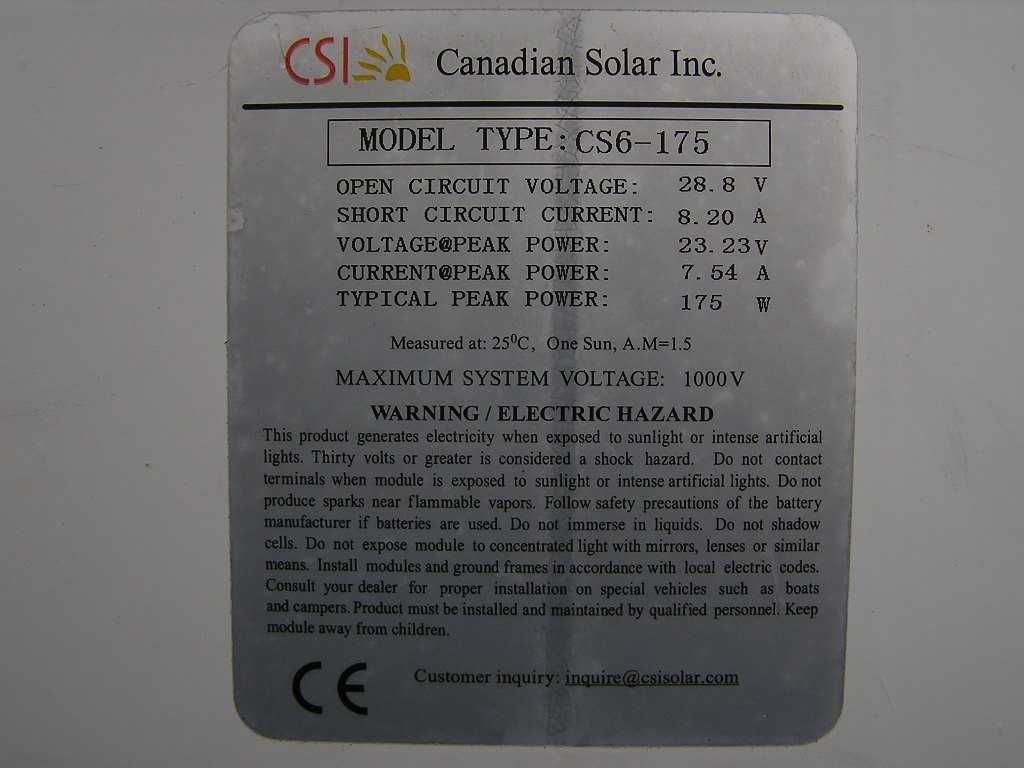 CSI Canadian Solar Inc.
MODEL TYPE: CS6-175
OPEN CIRCUIT VOLTAGE: 28.8 V
SHORT CIRCUIT CURRENT: 8.20 A
VOLTAGE@PEAK POWER: 23.23V
CURRENT@PEAK POWER: 7.54 A
TYPICAL PEAK POWER: 175 W
Measured at: 25⁰C, One Sun, A.M=1.5
MAXIMUM SYSTEM VOLTAGE: 1000V
WARNING / ELECTRIC HAZARD
This product generates electricity when exposed to sunlight or intense artificial
lights. Thirty volts or greater is considered a shock hazard. Do not contact
terminals when module is exposed to sunlight or intense artificial lights. Do not
produce sparks near flammable vapors. Follow safety precautions of the battery
manufacturer if batteries are used. Do not immerse in liquids. Do not shadow
cells. Do not expose module to concentrated light with mirrors, lenses or similar
means. Install modules and ground frames in accordance with local electric codes.
Consult your dealer for proper installation on special vehicles such as boats
and campers. Product must be installed and maintained by qualified personnel. Keep
module away from children.
CE Customer inquiry: inquire@csisolar.com